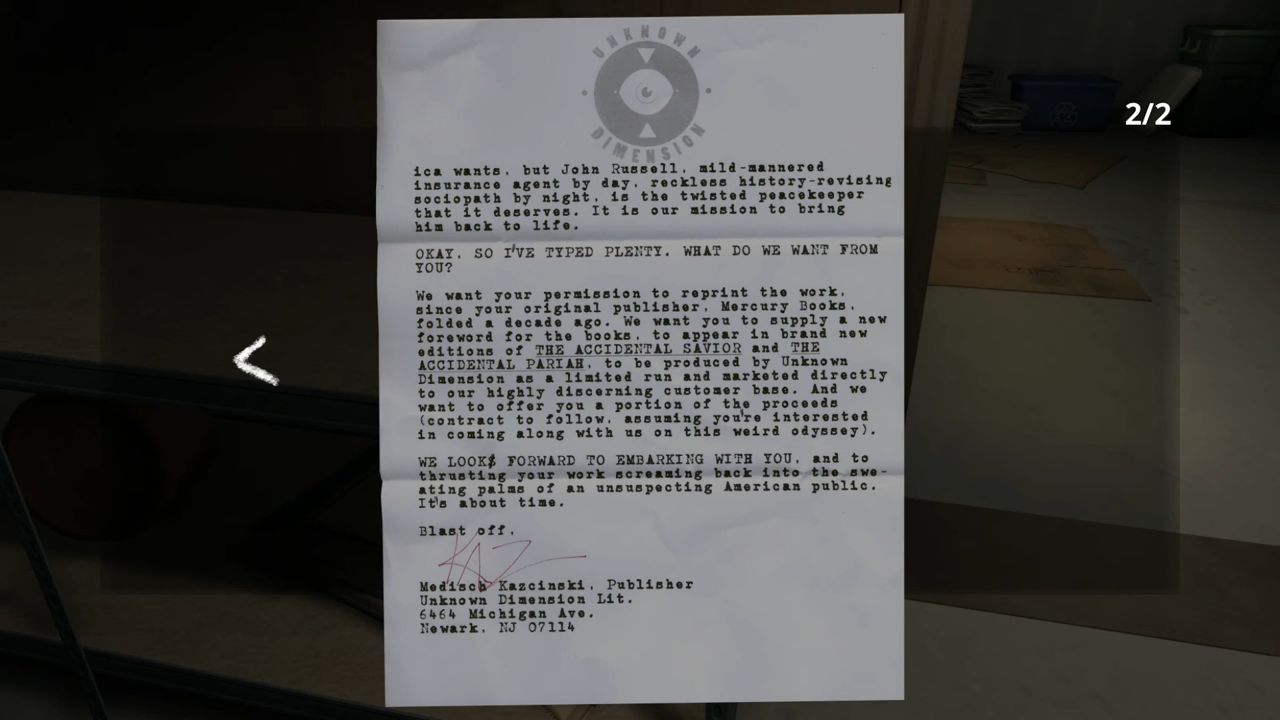 2/2
UNKNOWN
DIMENSION
ica wants, but John Russell, mild-mannered
insurance agent by day, reckless history-revising
sociopath by night, is the twisted peacekeeper
that it deserves. It is our mission to bring
him back to life.
OKAY, SO I'VE TYPED PLENTY. WHAT DO WE WANT FROM
YOU?
We want your permission to reprint the work,
since your original publisher, Mercury Books,
folded a decade ago. We want you to supply a new
foreword for the books, to appear in brand new
editions of THE ACCIDENTAL SAVIOR and THE
ACCIDENTAL PARIAH, to be produced by Unknown
Dimension as a limited run and marketed directly
to our highly discerning customer base. And we
want to offer you a portion of the proceeds
(contract to follow, assuming you're interested
in coming along with us on this weird odyssey).
WE LOOK FORWARD TO EMBARKING WITH YOU, and to
thrusting your work screaming back into the swe-
ating palms of an unsuspecting American public.
It's about time.
Blast off,
KAZ
Medisch Kazcinski, Publisher
Unknown Dimension Lit.
6464 Michigan Ave.
Newark, NJ 07114